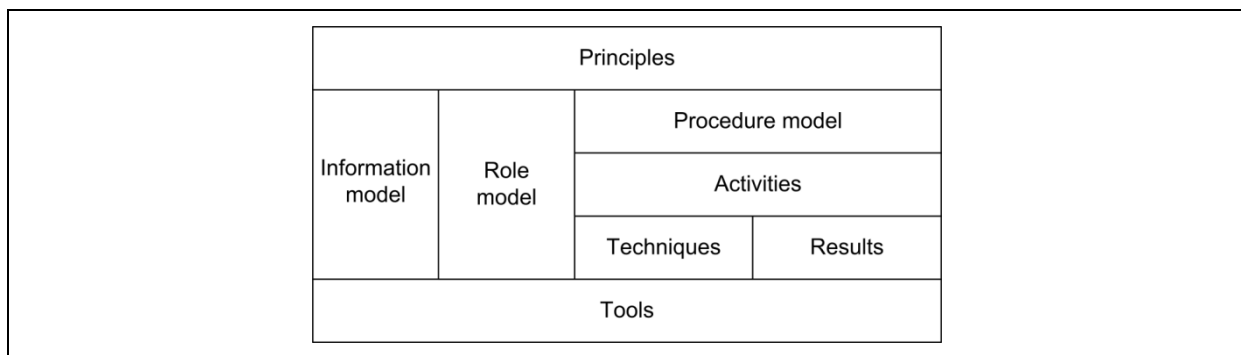 Principles
Information
model
Role
model
Procedure model
Activities
Techniques
Results
Tools